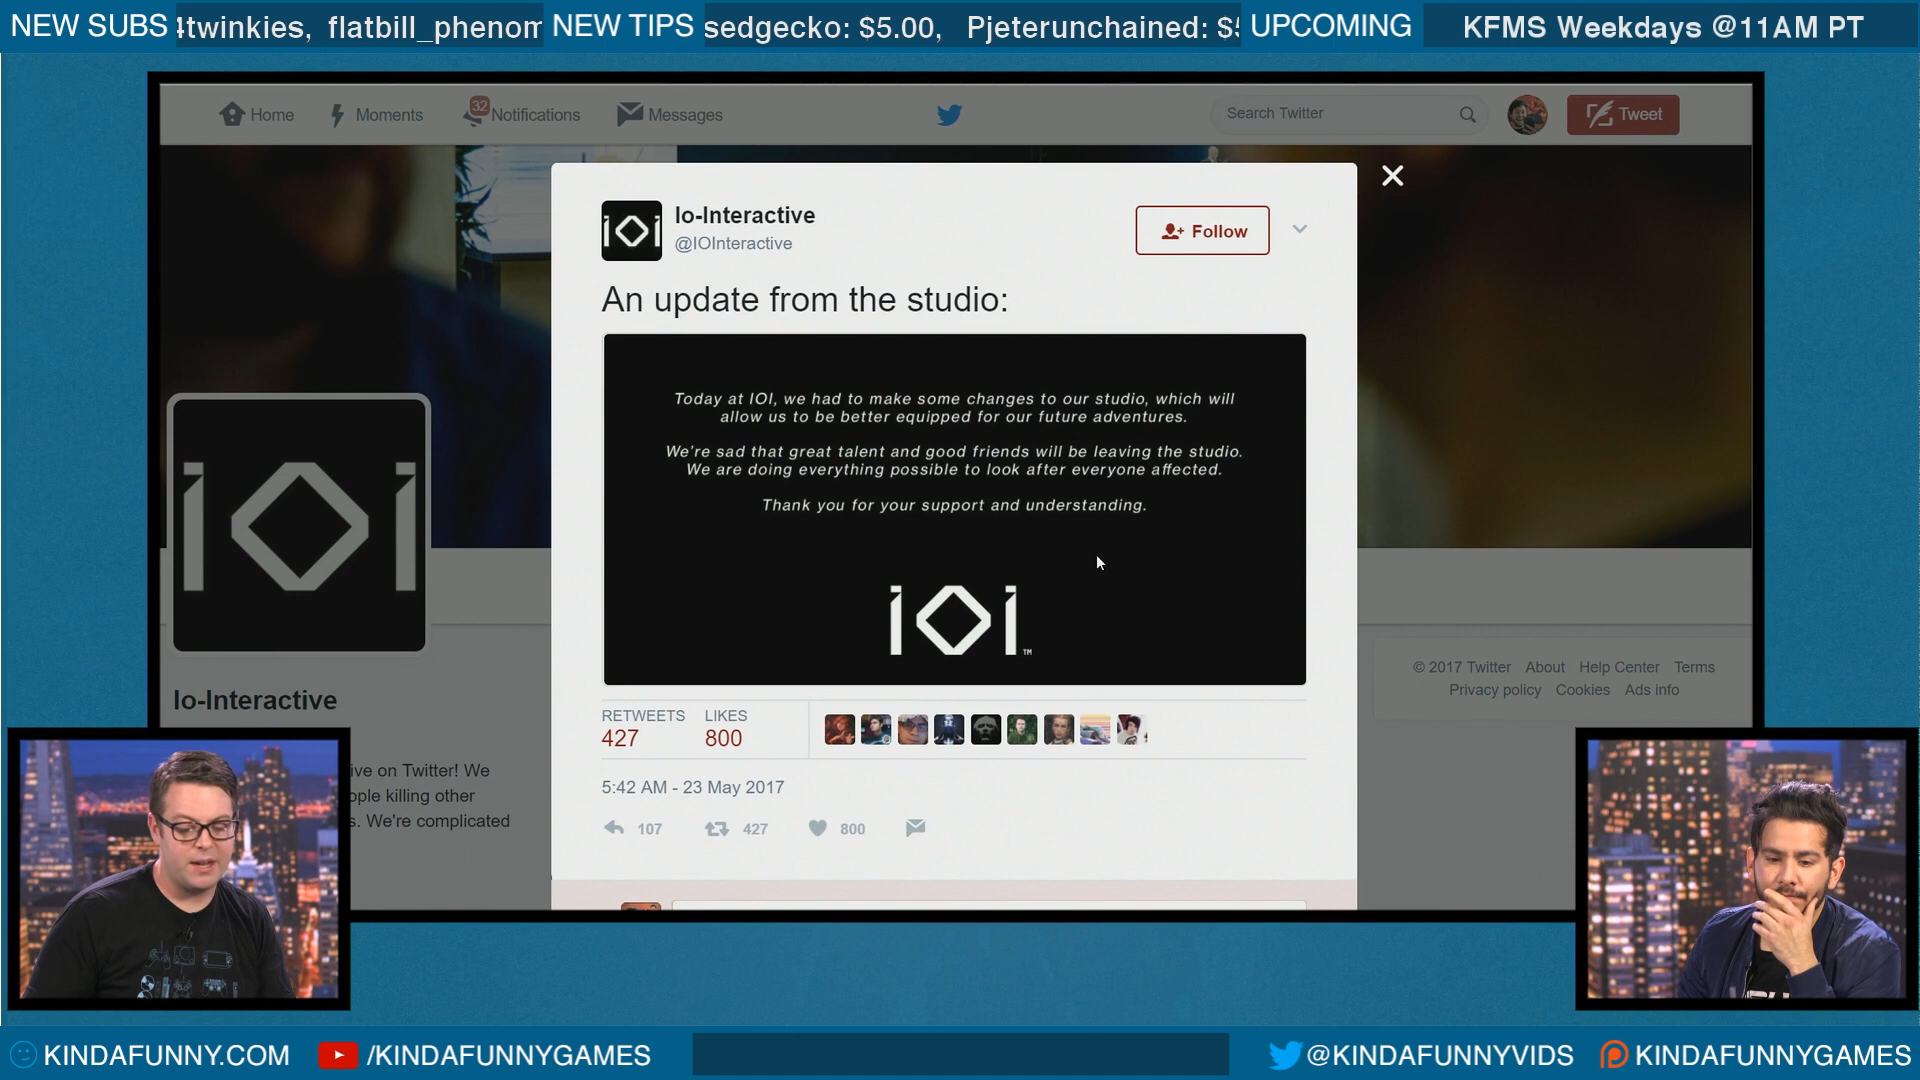 NEW SUBS 4twinkies, flatbill_phenom NEW TIPS sedgecko: $5.00, Pjeterunchained: $5 UPCOMING KFMS Weekdays @11AM PT
Home Moments 32 Notifications Messages Search Twitter Tweet
Io-Interactive
@IOInteractive
Follow
An update from the studio:
Today at IOI, we had to make some changes to our studio, which will
allow us to be better equipped for our future adventures.
We're sad that great talent and good friends will be leaving the studio.
We are doing everything possible to look after everyone affected.
Thank you for your support and understanding.
iOi
TM
iOi
iOi
© 2017 Twitter About Help Center Terms
Privacy policy Cookies Ads info
Io-Interactive
RETWEETS LIKES
427 800
5:42 AM - 23 May 2017
107 427 800
ive on Twitter! We
ople killing other
s. We're complicated
KINDAFUNNY.COM /KINDAFUNNYGAMES @KINDAFUNNYVIDS KINDAFUNNYGAMES